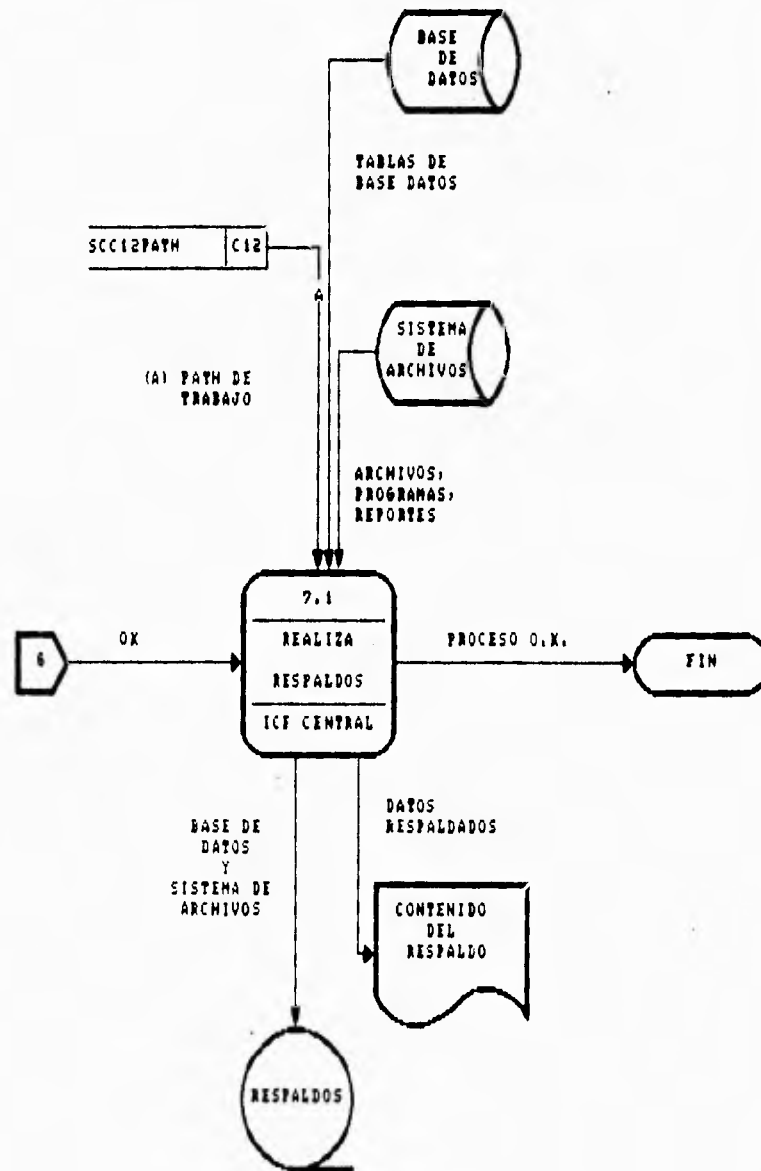 BASE
DE
DATOS
TABLAS DE
BASE DATOS
SCC12PATH C12
A
SISTEMA
DE
ARCHIVOS
(A) PATH DE
TRABAJO
ARCHIVOS,
PROGRAMAS,
REPORTES
7.1
REALIZA
RESPALDOS
ICF CENTRAL
6
OK
PROCESO O.K.
FIN
BASE DE
DATOS
Y
SISTEMA DE
ARCHIVOS
DATOS
RESPALDADOS
CONTENIDO
DEL
RESPALDO
RESPALDOS